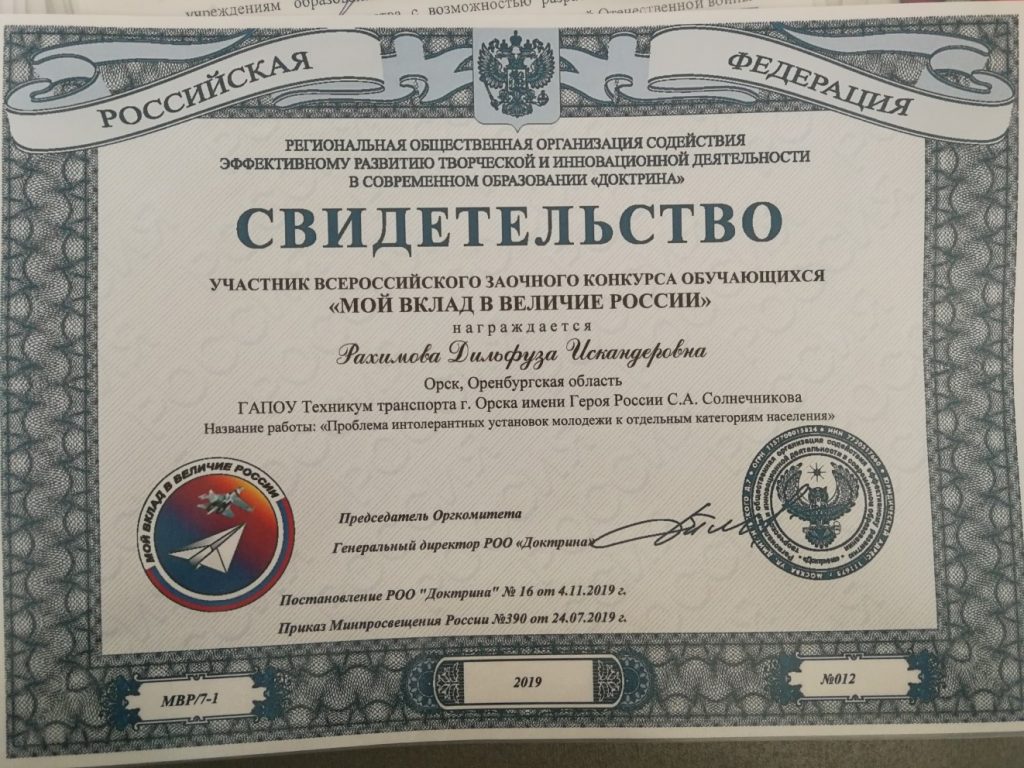 учреждениям
с возможностью
Отечественной
РОССИЙСКАЯ
ФЕДЕРАЦИЯ
РЕГИОНАЛЬНАЯ ОБЩЕСТВЕННАЯ ОРГАНИЗАЦИЯ СОДЕЙСТВИЯ
ЭФФЕКТИВНОМУ РАЗВИТИЮ ТВОРЧЕСКОЙ И ИННОВАЦИОННОЙ ДЕЯТЕЛЬНОСТИ
В СОВРЕМЕННОМ ОБРАЗОВАНИИ «ДОКТРИНА»
СВИДЕТЕЛЬСТВО
УЧАСТНИК ВСЕРОССИЙСКОГО ЗАОЧНОГО КОНКУРСА ОБУЧАЮЩИХСЯ
«МОЙ ВКЛАД В ВЕЛИЧИЕ РОССИИ»
награждается
Рахимова Дильфуза Искандеровна
Орск, Оренбургская область
ГАПОУ Техникум транспорта г. Орска имени Героя России С.А. Солнечникова
Название работы: «Проблема интолерантных установок молодежи к отдельным категориям населения»
МОЙ ВКЛАД В ВЕЛИЧИЕ РОССИИ
Председатель Оргкомитета
Генеральный директор РОО «Доктрина»
Постановление РОО "Доктрина" № 16 от 4.11.2019 г.
Приказ Минпросвещения России №390 от 24.07.2019 г.
МВР/7-1
2019
№012